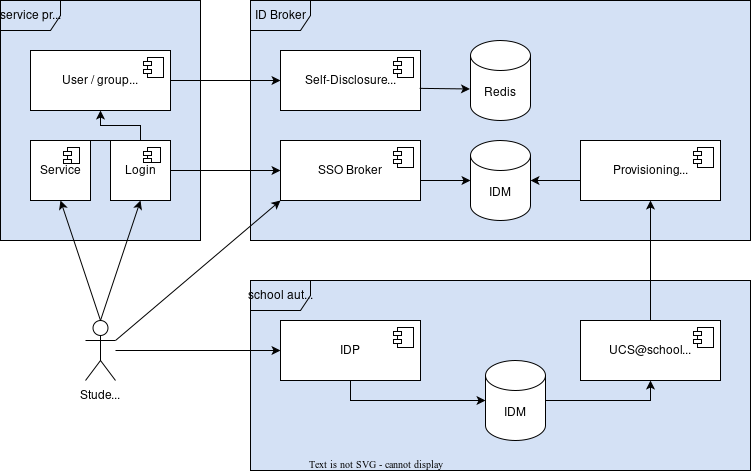 service pr...
ID Broker
User / group...
Self-Disclosure...
Redis
Service
Login
SSO Broker
IDM
Provisioning...
school aut...
IDP
UCS@school...
Stude...
IDM
Text is not SVG - cannot display